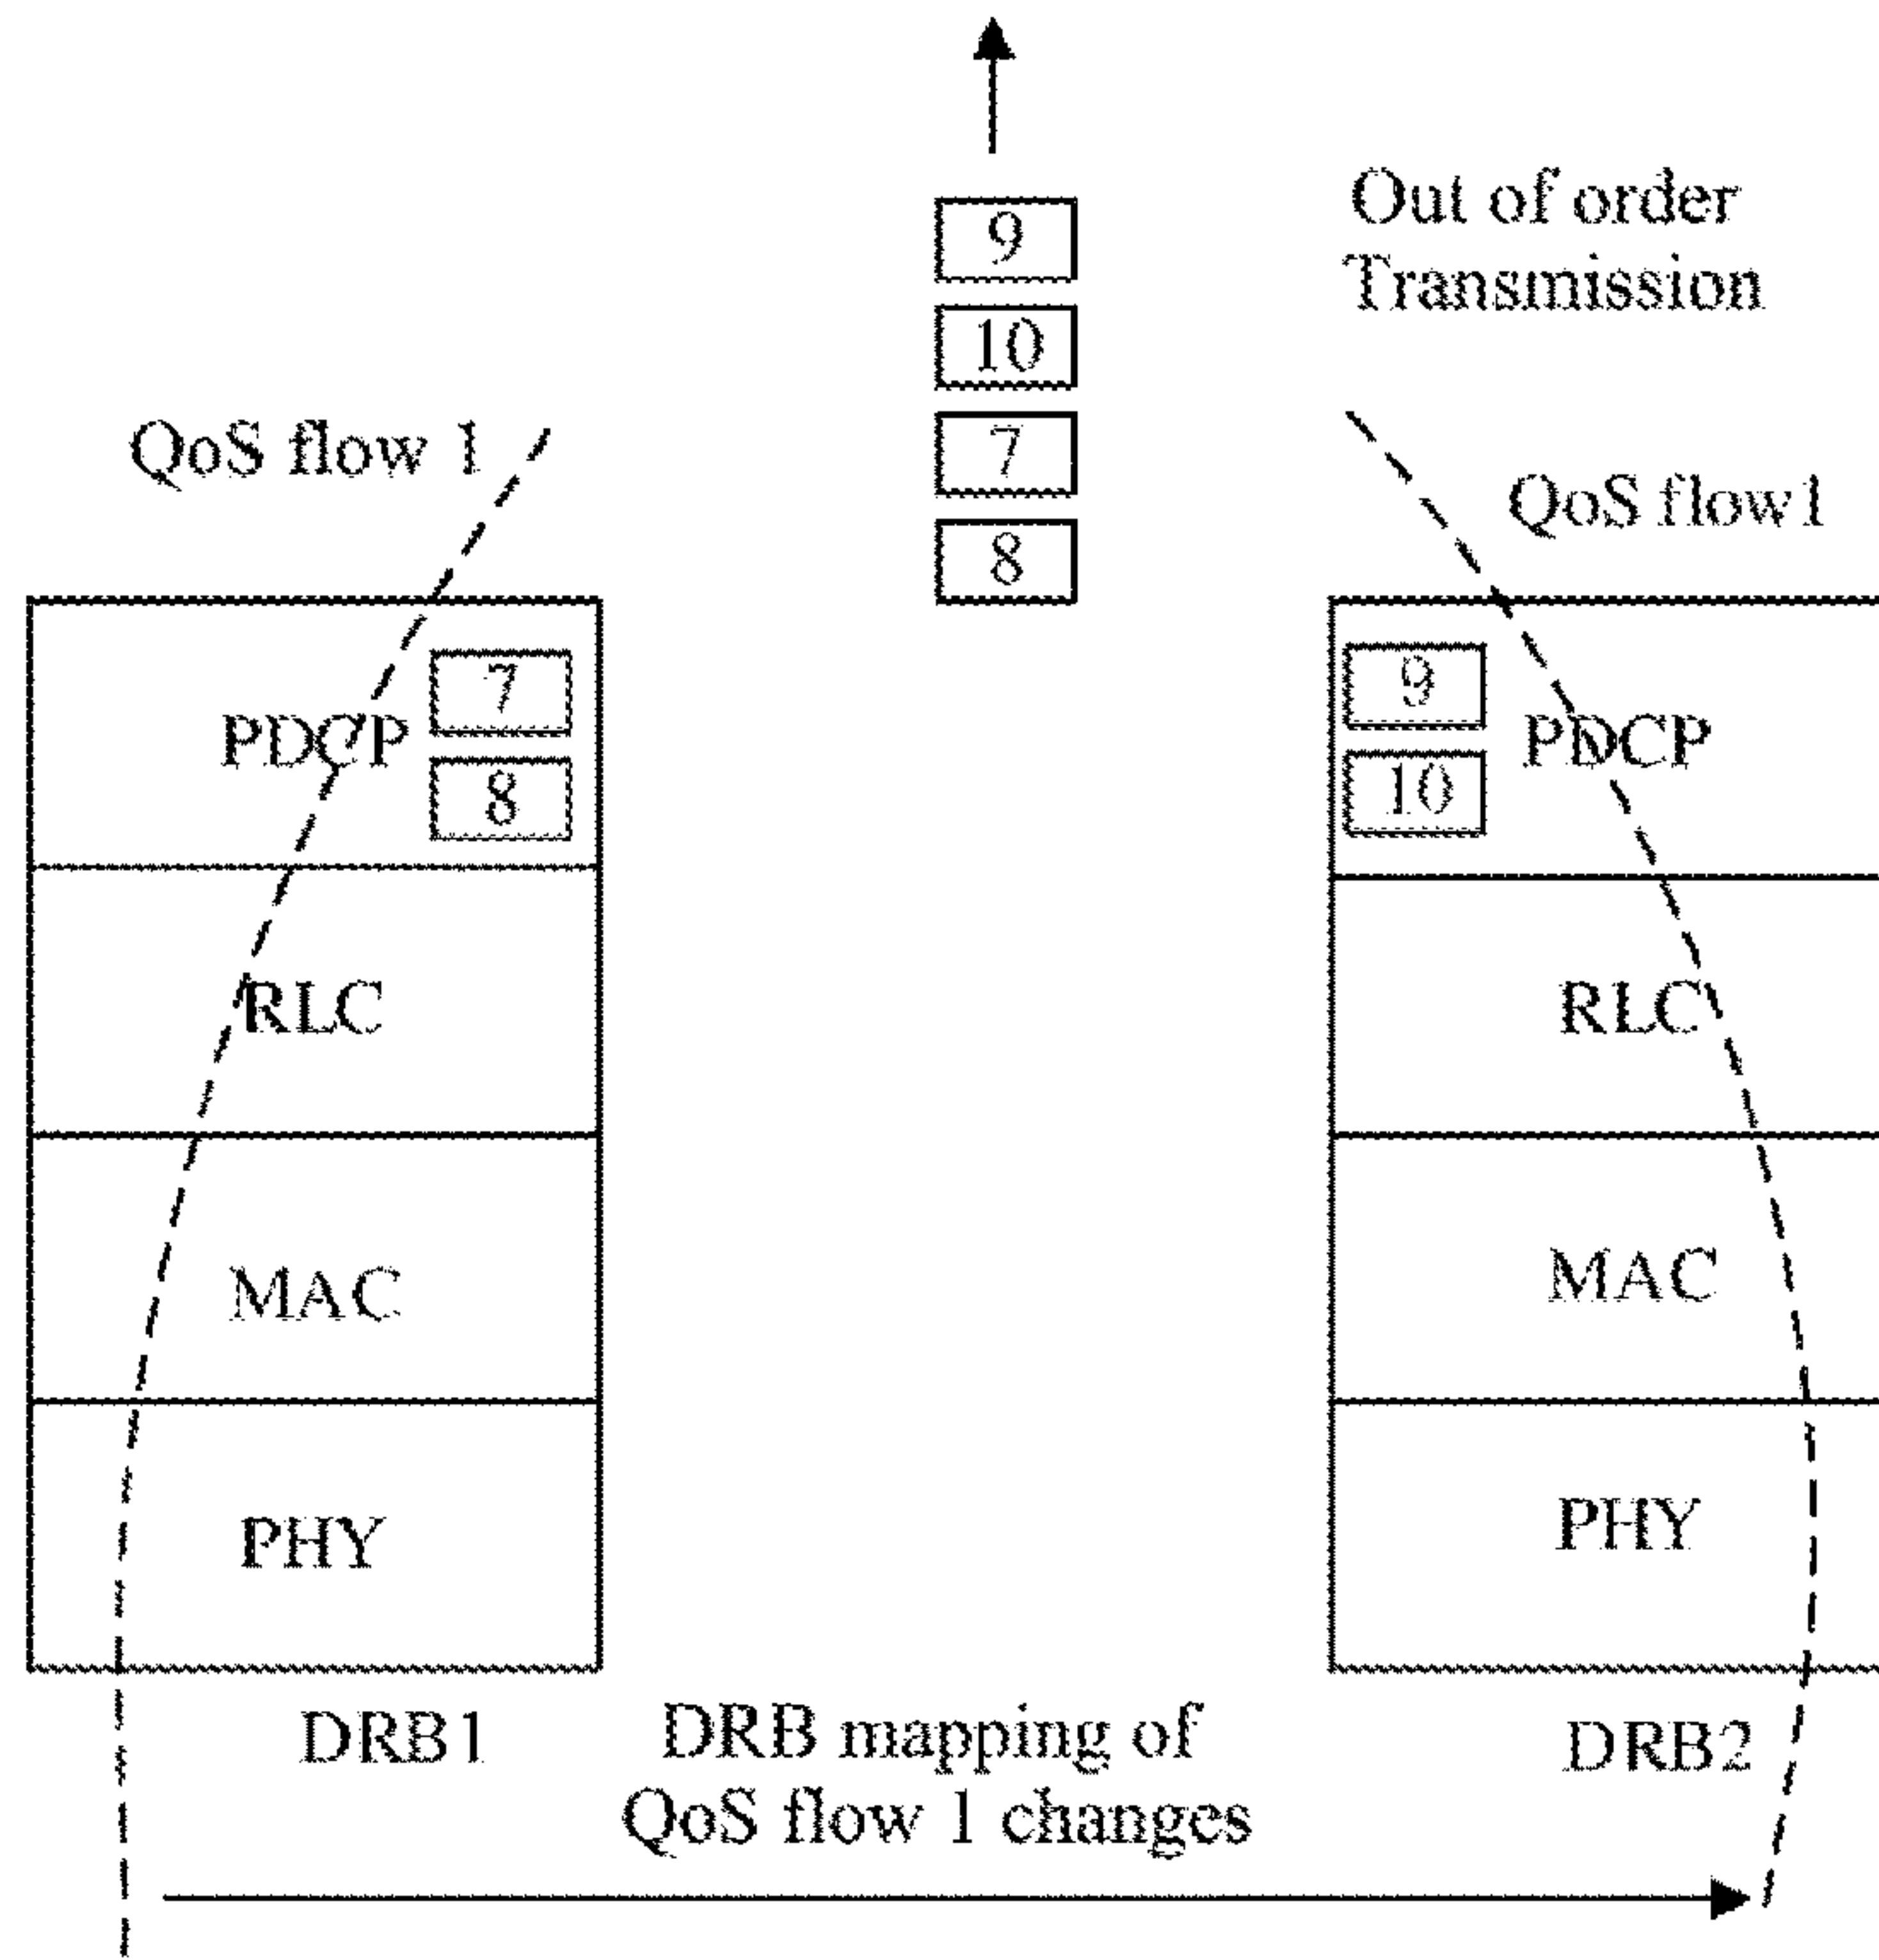 9
Out of order
Transmission
10
7
8
QoS flow 1
QoS flow1
7
8
PDCP
9
10
PDCP
RLC
RLC
MAC
MAC
PHY
PHY
DRB1
DRB mapping of
QoS flow 1 changes
DRB2